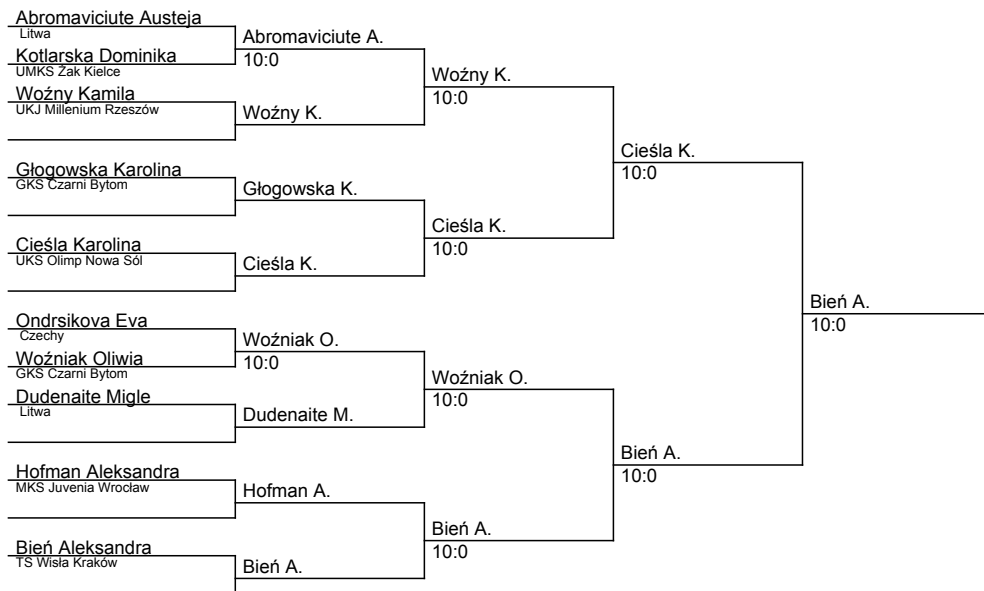 Abromaviciute Austeja
Litwa
Kotlarska Dominika
UMKS Żak Kielce
Woźny Kamila
UKJ Millenium Rzeszów
Głogowska Karolina
GKS Czarni Bytom
Cieśla Karolina
UKS Olimp Nowa Sól
Ondrsikova Eva
Czechy
Woźniak Oliwia
GKS Czarni Bytom
Dudenaite Migle
Litwa
Hofman Aleksandra
MKS Juvenia Wrocław
Bień Aleksandra
TS Wisła Kraków
Abromaviciute A.
10:0
Woźny K.
Głogowska K.
Cieśla K.
Woźniak O.
10:0
Dudenaite M.
Hofman A.
Bień A.
Woźny K.
10:0
Cieśla K.
10:0
Woźniak O.
10:0
Bień A.
10:0
Cieśla K.
10:0
Bień A.
10:0
Bień A.
10:0